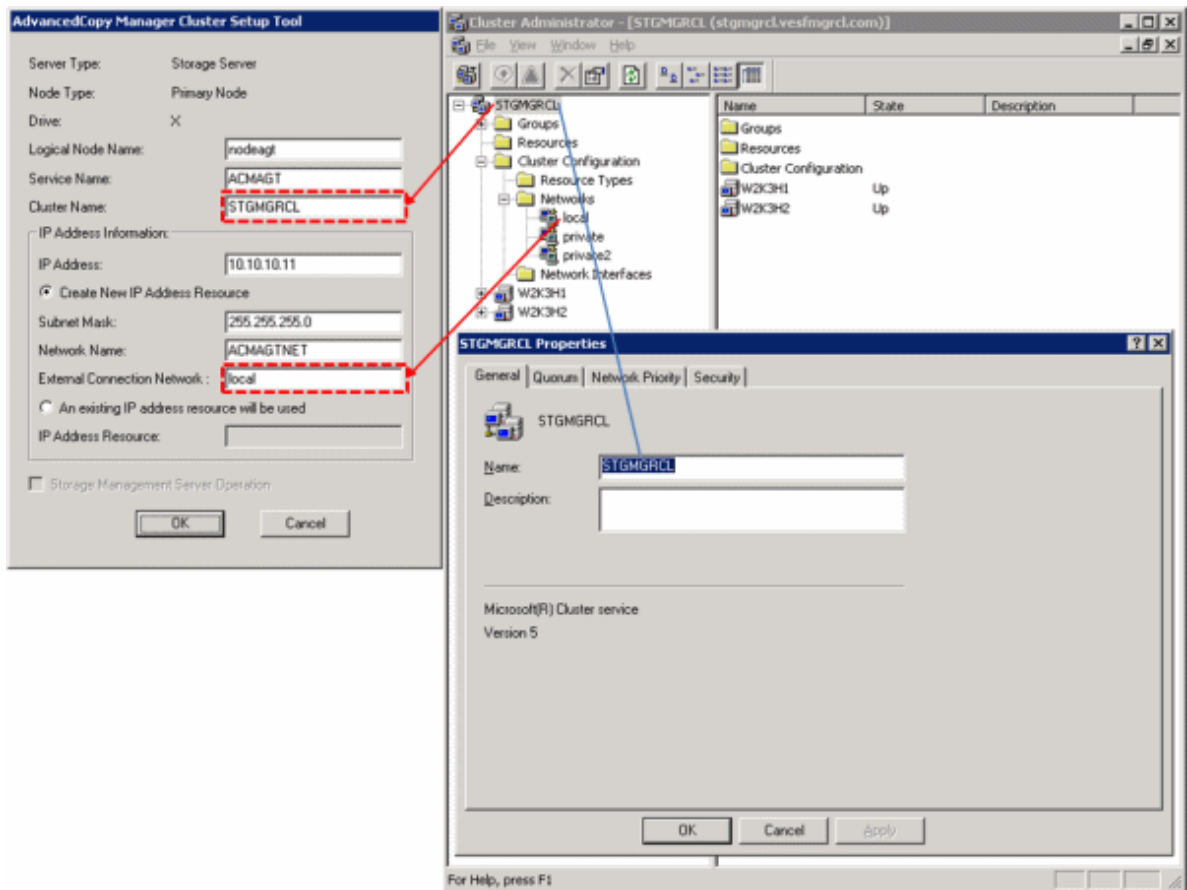 AdvancedCopy Manager Cluster Setup Tool
Server Type: Storage Server
Node Type: Primary Node
Drive: X
Logical Node Name: nodeagt
Service Name: ACMAGT
Cluster Name: STGMGRCL
IP Address Information:
IP Address: 10.10.10.11
Create New IP Address Resource
Subnet Mask: 255.255.255.0
Network Name: ACMAGTNET
External Connection Network : local
An existing IP address resource will be used
IP Address Resource:
Storage Management Server Operation
OK Cancel
Cluster Administrator - [STGMGRCL (stgmgrcl.vesfmgrcl.com)]
File View Window Help
STGMGRCL
Groups
Resources
Cluster Configuration
Resource Types
Networks
local
private
private2
Network Interfaces
W2K3H1
W2K3H2
Name State Description
Groups
Resources
Cluster Configuration
W2K3H1 Up
W2K3H2 Up
STGMGRCL Properties
General Quorum Network Priority Security
STGMGRCL
Name: STGMGRCL
Description:
Microsoft(R) Cluster service
Version 5
OK Cancel Apply
For Help, press F1